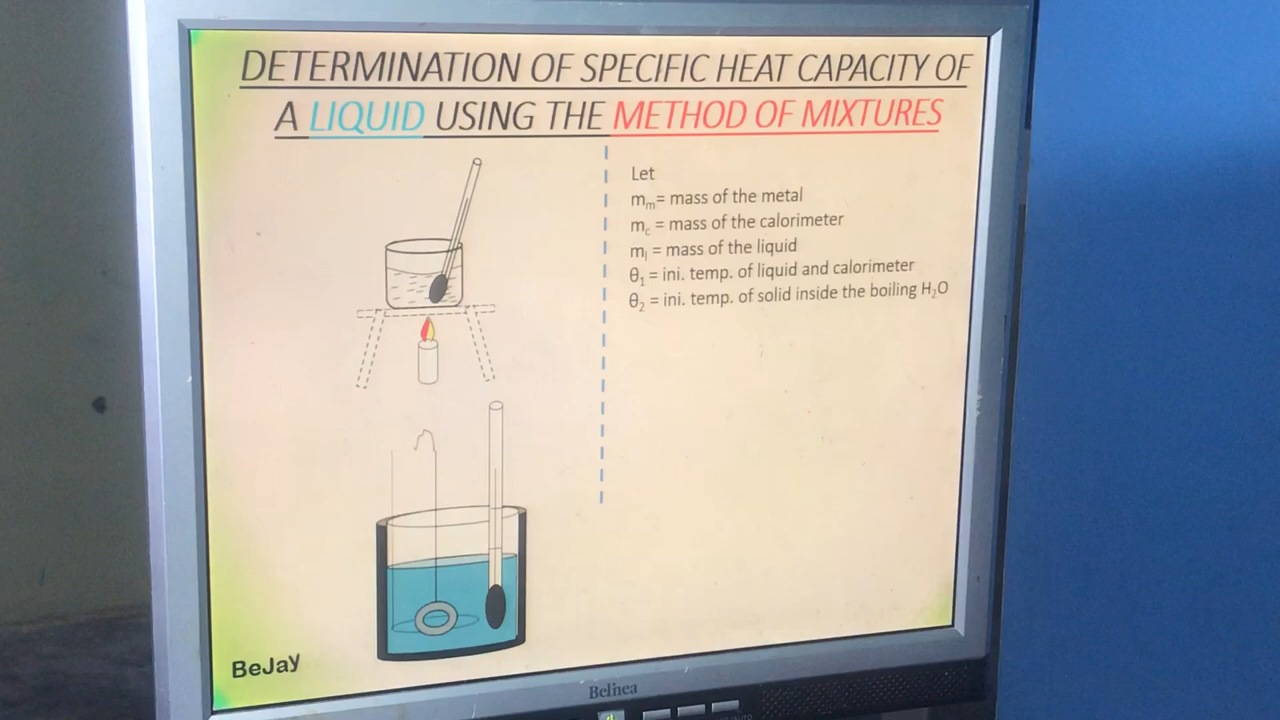 DETERMINATION OF SPECIFIC HEAT CAPACITY OF
A LIQUID USING THE METHOD OF MIXTURES
Let
mₘ= mass of the metal
m꜀ = mass of the calorimeter
mₗ = mass of the liquid
θ₁ = ini. temp. of liquid and calorimeter
θ₂ = ini. temp. of solid inside the boiling H₂O
BeJay
Belinea